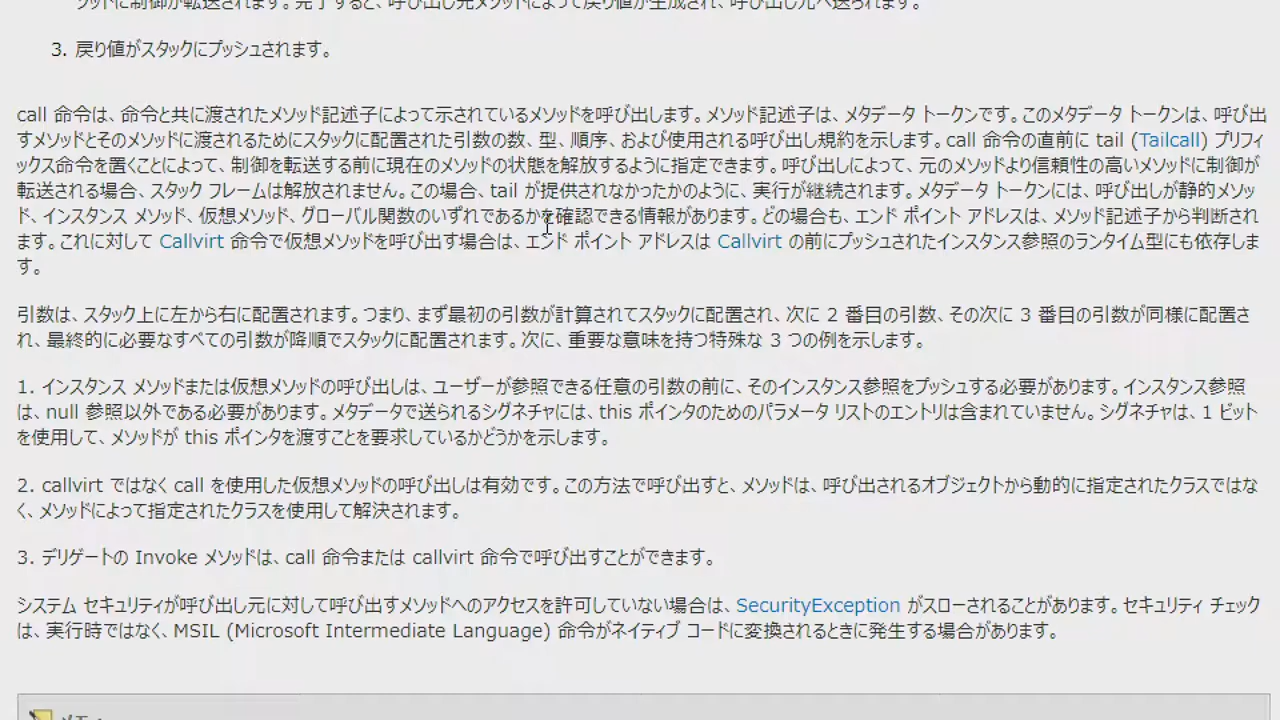 ソッドに制御が転送されます。完了すると、呼び出し先メソッドによって戻り値が生成され、呼び出し元へ送られます。
3. 戻り値がスタックにプッシュされます。
call 命令は、命令と共に渡されたメソッド記述子によって示されているメソッドを呼び出します。メソッド記述子は、メタデータ トークンです。このメタデータ トークンは、呼び出
すメソッドとそのメソッドに渡されるためにスタックに配置された引数の数、型、順序、および使用される呼び出し規約を示します。call 命令の直前に tail (Tailcall) プリフィ
ックス命令を置くことによって、制御を転送する前に現在のメソッドの状態を解放するように指定できます。呼び出しによって、元のメソッドより信頼性の高いメソッドに制御が
転送される場合、スタック フレームは解放されません。この場合、tail が提供されなかったかのように、実行が継続されます。メタデータ トークンには、呼び出しが静的メソッ
ド、インスタンス メソッド、仮想メソッド、グローバル関数のいずれであるかを確認できる情報があります。どの場合も、エンド ポイント アドレスは、メソッド記述子から判断され
ます。これに対して Callvirt 命令で仮想メソッドを呼び出す場合は、エンド ポイント アドレスは Callvirt の前にプッシュされたインスタンス参照のランタイム型にも依存しま
す。
引数は、スタック上に左から右に配置されます。つまり、まず最初の引数が計算されてスタックに配置され、次に 2 番目の引数、その次に 3 番目の引数が同様に配置さ
れ、最終的に必要なすべての引数が降順でスタックに配置されます。次に、重要な意味を持つ特殊な 3 つの例を示します。
1. インスタンス メソッドまたは仮想メソッドの呼び出しは、ユーザーが参照できる任意の引数の前に、そのインスタンス参照をプッシュする必要があります。インスタンス参照
は、null 参照以外である必要があります。メタデータで送られるシグネチャには、this ポインタのためのパラメータ リストのエントリは含まれていません。シグネチャは、1 ビット
を使用して、メソッドが this ポインタを渡すことを要求しているかどうかを示します。
2. callvirt ではなく call を使用した仮想メソッドの呼び出しは有効です。この方法で呼び出すと、メソッドは、呼び出されるオブジェクトから動的に指定されたクラスではな
く、メソッドによって指定されたクラスを使用して解決されます。
3. デリゲートの Invoke メソッドは、call 命令または callvirt 命令で呼び出すことができます。
システム セキュリティが呼び出し元に対して呼び出すメソッドへのアクセスを許可していない場合は、SecurityException がスローされることがあります。セキュリティ チェック
は、実行時ではなく、MSIL (Microsoft Intermediate Language) 命令がネイティブ コードに変換されるときに発生する場合があります。